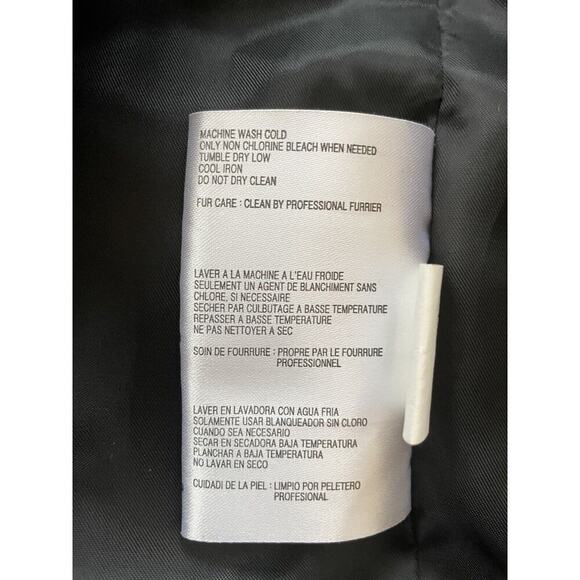 MACHINE WASH COLD
ONLY NON CHLORINE BLEACH WHEN NEEDED
TUMBLE DRY LOW
COOL IRON
DO NOT DRY CLEAN
FUR CARE : CLEAN BY PROFESSIONAL FURRIER
LAVER A LA MACHINE A L'EAU FROIDE
SEULEMENT UN AGENT DE BLANCHIMENT SANS
CHLORE, SI NECESSAIRE
SECHER PAR CULBUTAGE A BASSE TEMPERATURE
REPASSER A BASSE TEMPERATURE
NE PAS NETTOYER A SEC
SOIN DE FOURRURE : PROPRE PAR LE FOURRURE
PROFESSIONNEL
LAVER EN LAVADORA CON AGUA FRIA
SOLAMENTE USAR BLANQUEADOR SIN CLORO
CUANDO SEA NECESARIO
SECAR EN SECADORA BAJA TEMPERATURA
PLANCHAR A BAJA TEMPERATURA
NO LAVAR EN SECO
CUIDADI DE LA PIEL : LIMPIO POR PELETERO
PROFESIONAL